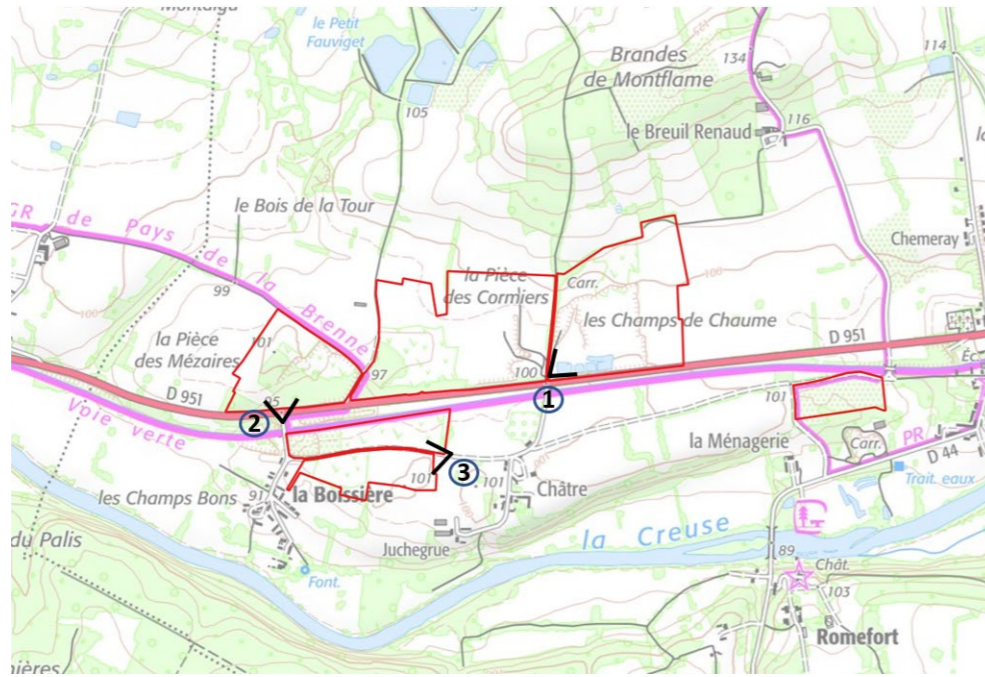 Montaigu
le Petit
Fauviget
105
Brandes
de Montflame
134
114
le Breuil Renaud
116
GR de Pays de la Brenne
le Bois de la Tour
99
Chemeray
la Pièce
des Cormiers
Carr.
100
les Champs de Chaume
la Pièce
des Mézaires
101
97
100
D 951
Éc.
D 951
95
1
2
Voie verte
101
la Ménagerie
Carr.
PR
D 44
3
101
101
Châtre
Trait. eaux
les Champs Bons
91
la Boissière
du Palis
Juchegrue
la Creuse
Font.
89
Chât.
103
Romefort
nières